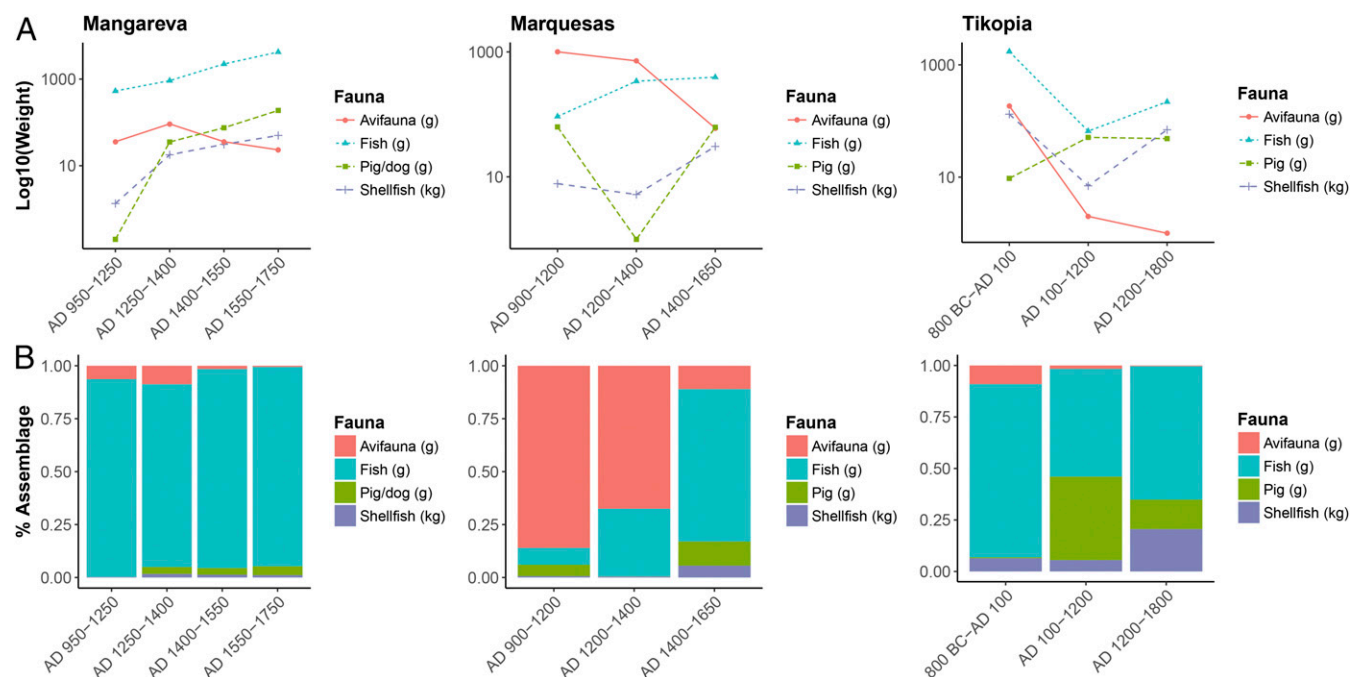 A
Mangareva
Marquesas
Tikopia
Log10(Weight)
1000
10
AD 950−1250
AD 1250−1400
AD 1400−1550
AD 1550−1750
Fauna
Avifauna (g)
Fish (g)
Pig/dog (g)
Shellfish (kg)
1000
10
AD 900−1200
AD 1200−1400
AD 1400−1650
Fauna
Avifauna (g)
Fish (g)
Pig (g)
Shellfish (kg)
1000
10
800 BC−AD 100
AD 100−1200
AD 1200−1800
Fauna
Avifauna (g)
Fish (g)
Pig (g)
Shellfish (kg)
B
% Assemblage
1.00
0.75
0.50
0.25
0.00
AD 950−1250
AD 1250−1400
AD 1400−1550
AD 1550−1750
Fauna
Avifauna (g)
Fish (g)
Pig/dog (g)
Shellfish (kg)
1.00
0.75
0.50
0.25
0.00
AD 900−1200
AD 1200−1400
AD 1400−1650
Fauna
Avifauna (g)
Fish (g)
Pig (g)
Shellfish (kg)
1.00
0.75
0.50
0.25
0.00
800 BC−AD 100
AD 100−1200
AD 1200−1800
Fauna
Avifauna (g)
Fish (g)
Pig (g)
Shellfish (kg)